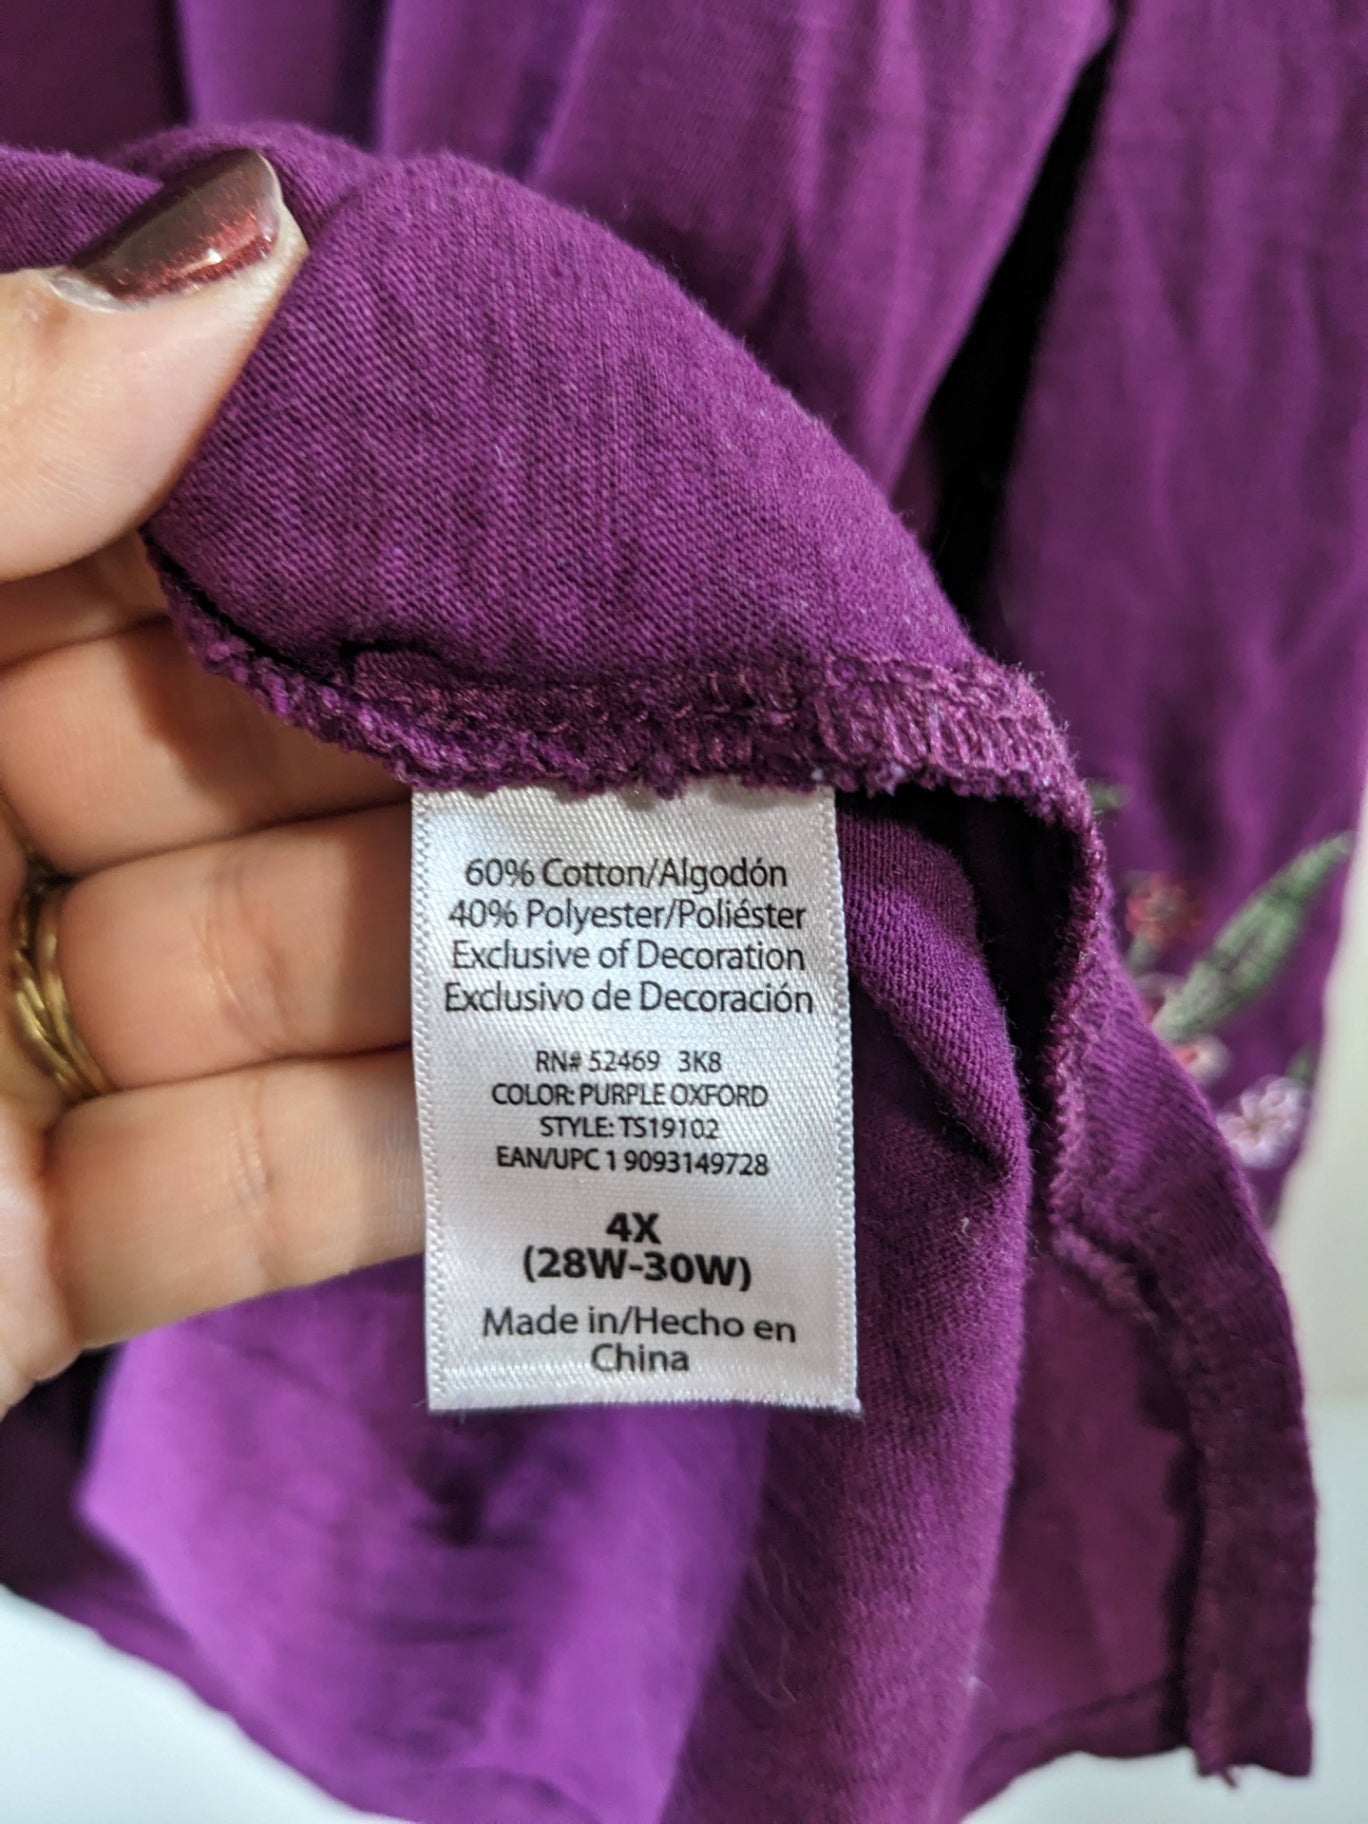 60% Cotton/Algodón
40% Polyester/Poliéster
Exclusive of Decoration
Exclusivo de Decoración
RN# 52469 3K8
COLOR: PURPLE OXFORD
STYLE: TS19102
EAN/UPC 1 9093149728
4X
(28W-30W)
Made in/Hecho en
China